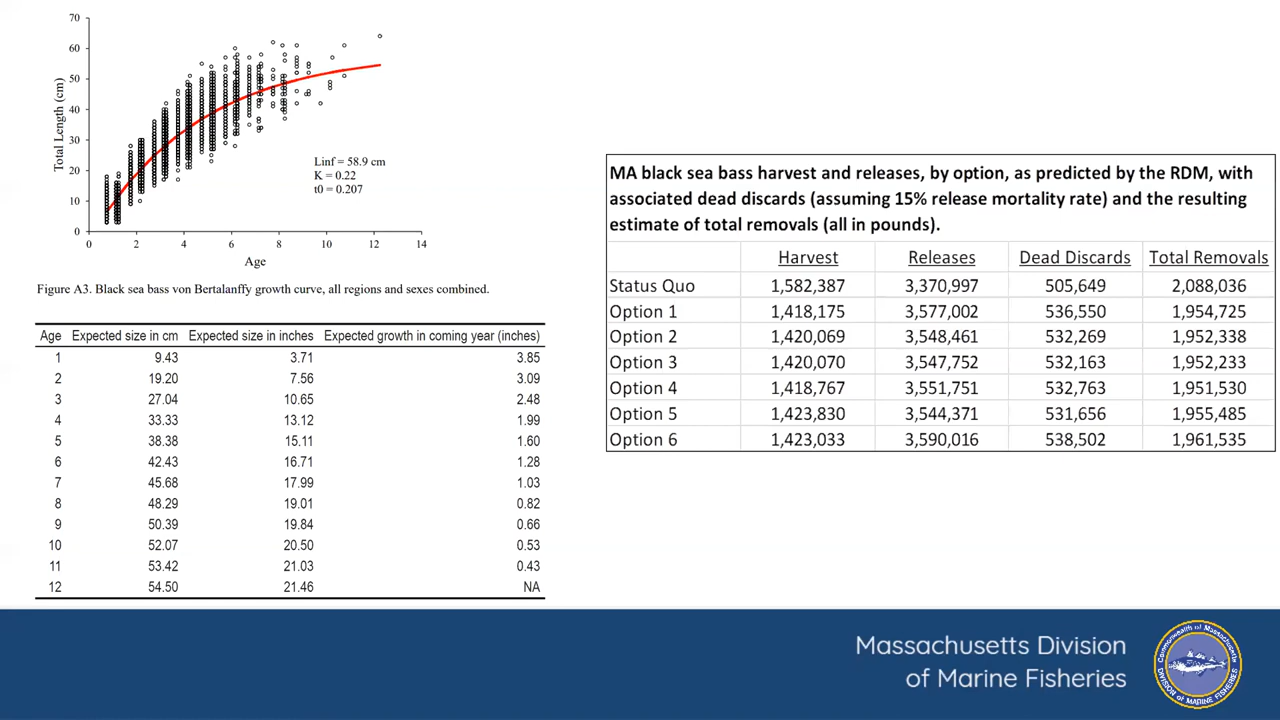 70
60
50
40
30
20
10
0
Total Length (cm)
0 2 4 6 8 10 12 14
Age
Linf = 58.9 cm
K = 0.22
t0 = 0.207
Figure A3. Black sea bass von Bertalanffy growth curve, all regions and sexes combined.
Age Expected size in cm Expected size in inches Expected growth in coming year (inches)
1 9.43 3.71 3.85
2 19.20 7.56 3.09
3 27.04 10.65 2.48
4 33.33 13.12 1.99
5 38.38 15.11 1.60
6 42.43 16.71 1.28
7 45.68 17.99 1.03
8 48.29 19.01 0.82
9 50.39 19.84 0.66
10 52.07 20.50 0.53
11 53.42 21.03 0.43
12 54.50 21.46 NA
MA black sea bass harvest and releases, by option, as predicted by the RDM, with
associated dead discards (assuming 15% release mortality rate) and the resulting
estimate of total removals (all in pounds).
Harvest Releases Dead Discards Total Removals
Status Quo 1,582,387 3,370,997 505,649 2,088,036
Option 1 1,418,175 3,577,002 536,550 1,954,725
Option 2 1,420,069 3,548,461 532,269 1,952,338
Option 3 1,420,070 3,547,752 532,163 1,952,233
Option 4 1,418,767 3,551,751 532,763 1,951,530
Option 5 1,423,830 3,544,371 531,656 1,955,485
Option 6 1,423,033 3,590,016 538,502 1,961,535
Massachusetts Division
of Marine Fisheries
Commonwealth of Massachusetts
DIVISION of MARINE FISHERIES